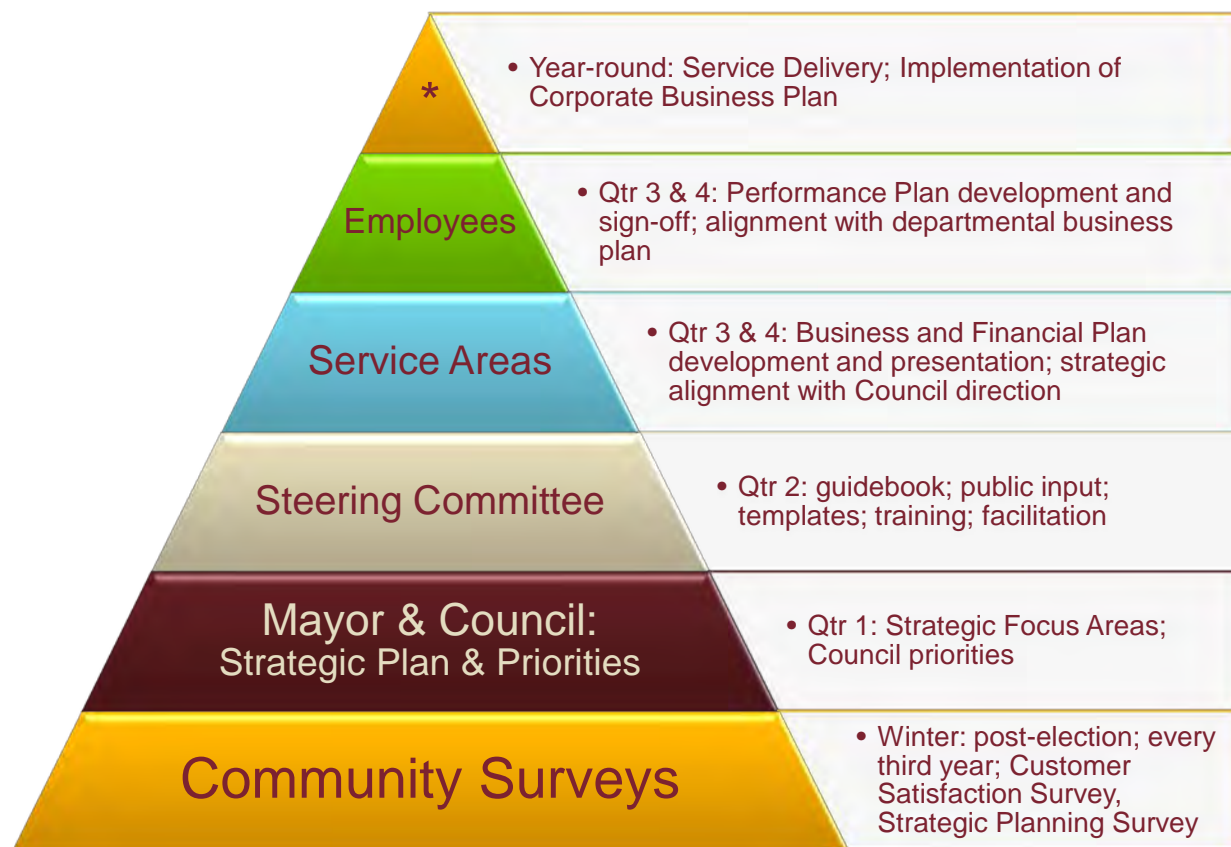 *
• Year-round: Service Delivery; Implementation of
Corporate Business Plan
Employees
• Qtr 3 & 4: Performance Plan development and
sign-off; alignment with departmental business
plan
Service Areas
• Qtr 3 & 4: Business and Financial Plan
development and presentation; strategic
alignment with Council direction
Steering Committee
• Qtr 2: guidebook; public input;
templates; training; facilitation
Mayor & Council:
Strategic Plan & Priorities
• Qtr 1: Strategic Focus Areas;
Council priorities
Community Surveys
• Winter: post-election; every
third year; Customer
Satisfaction Survey,
Strategic Planning Survey